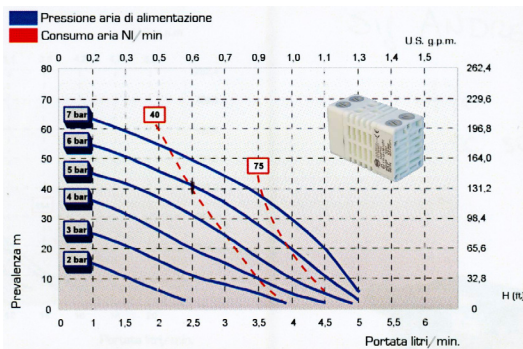 Pressione aria di alimentazione
Consumo aria Nl/min
U.S. g.p.m.
0 0,2 0,3 0,5 0,6 0,7 0,9 1,0 1,1 1,3 1,4 1,5
80 262,4
70 229,6
7 bar 40
60 196,8
6 bar
50 164,0
5 bar 75
40 131,2
4 bar
30 98,4
3 bar
20 65,6
2 bar
10 32,8
0 0
H (ft)
Prevalenza m
0 1 1,5 2 2,5 3 3,5 4 4,5 5 5,5 6
Portata litri/min.